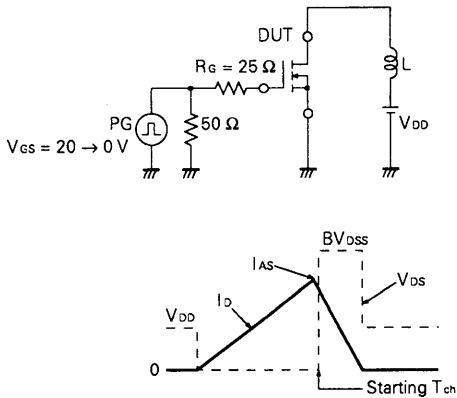 DUT
RG = 25 Ω
L
PG
50 Ω
VDD
VGS = 20 → 0 V
BVDSS
IAS
VDS
ID
VDD
0
Starting Tch